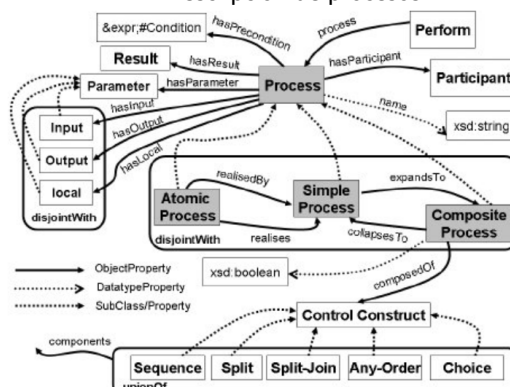 &expr;#Condition
hasPrecondition
process
Perform
Result
hasResult
hasParticipant
Parameter
hasParameter
Process
Participant
hasInput
name
Input
hasOutput
xsd:string
Output
hasLocal
local
disjointWith
realisedBy
expandsTo
Atomic
Process
Simple
Process
Composite
Process
disjointWith
realises
collapsesTo
xsd:boolean
composedOf
ObjectProperty
DatatypeProperty
SubClass/Property
Control Construct
components
Sequence
Split
Split-Join
Any-Order
Choice
unionOf